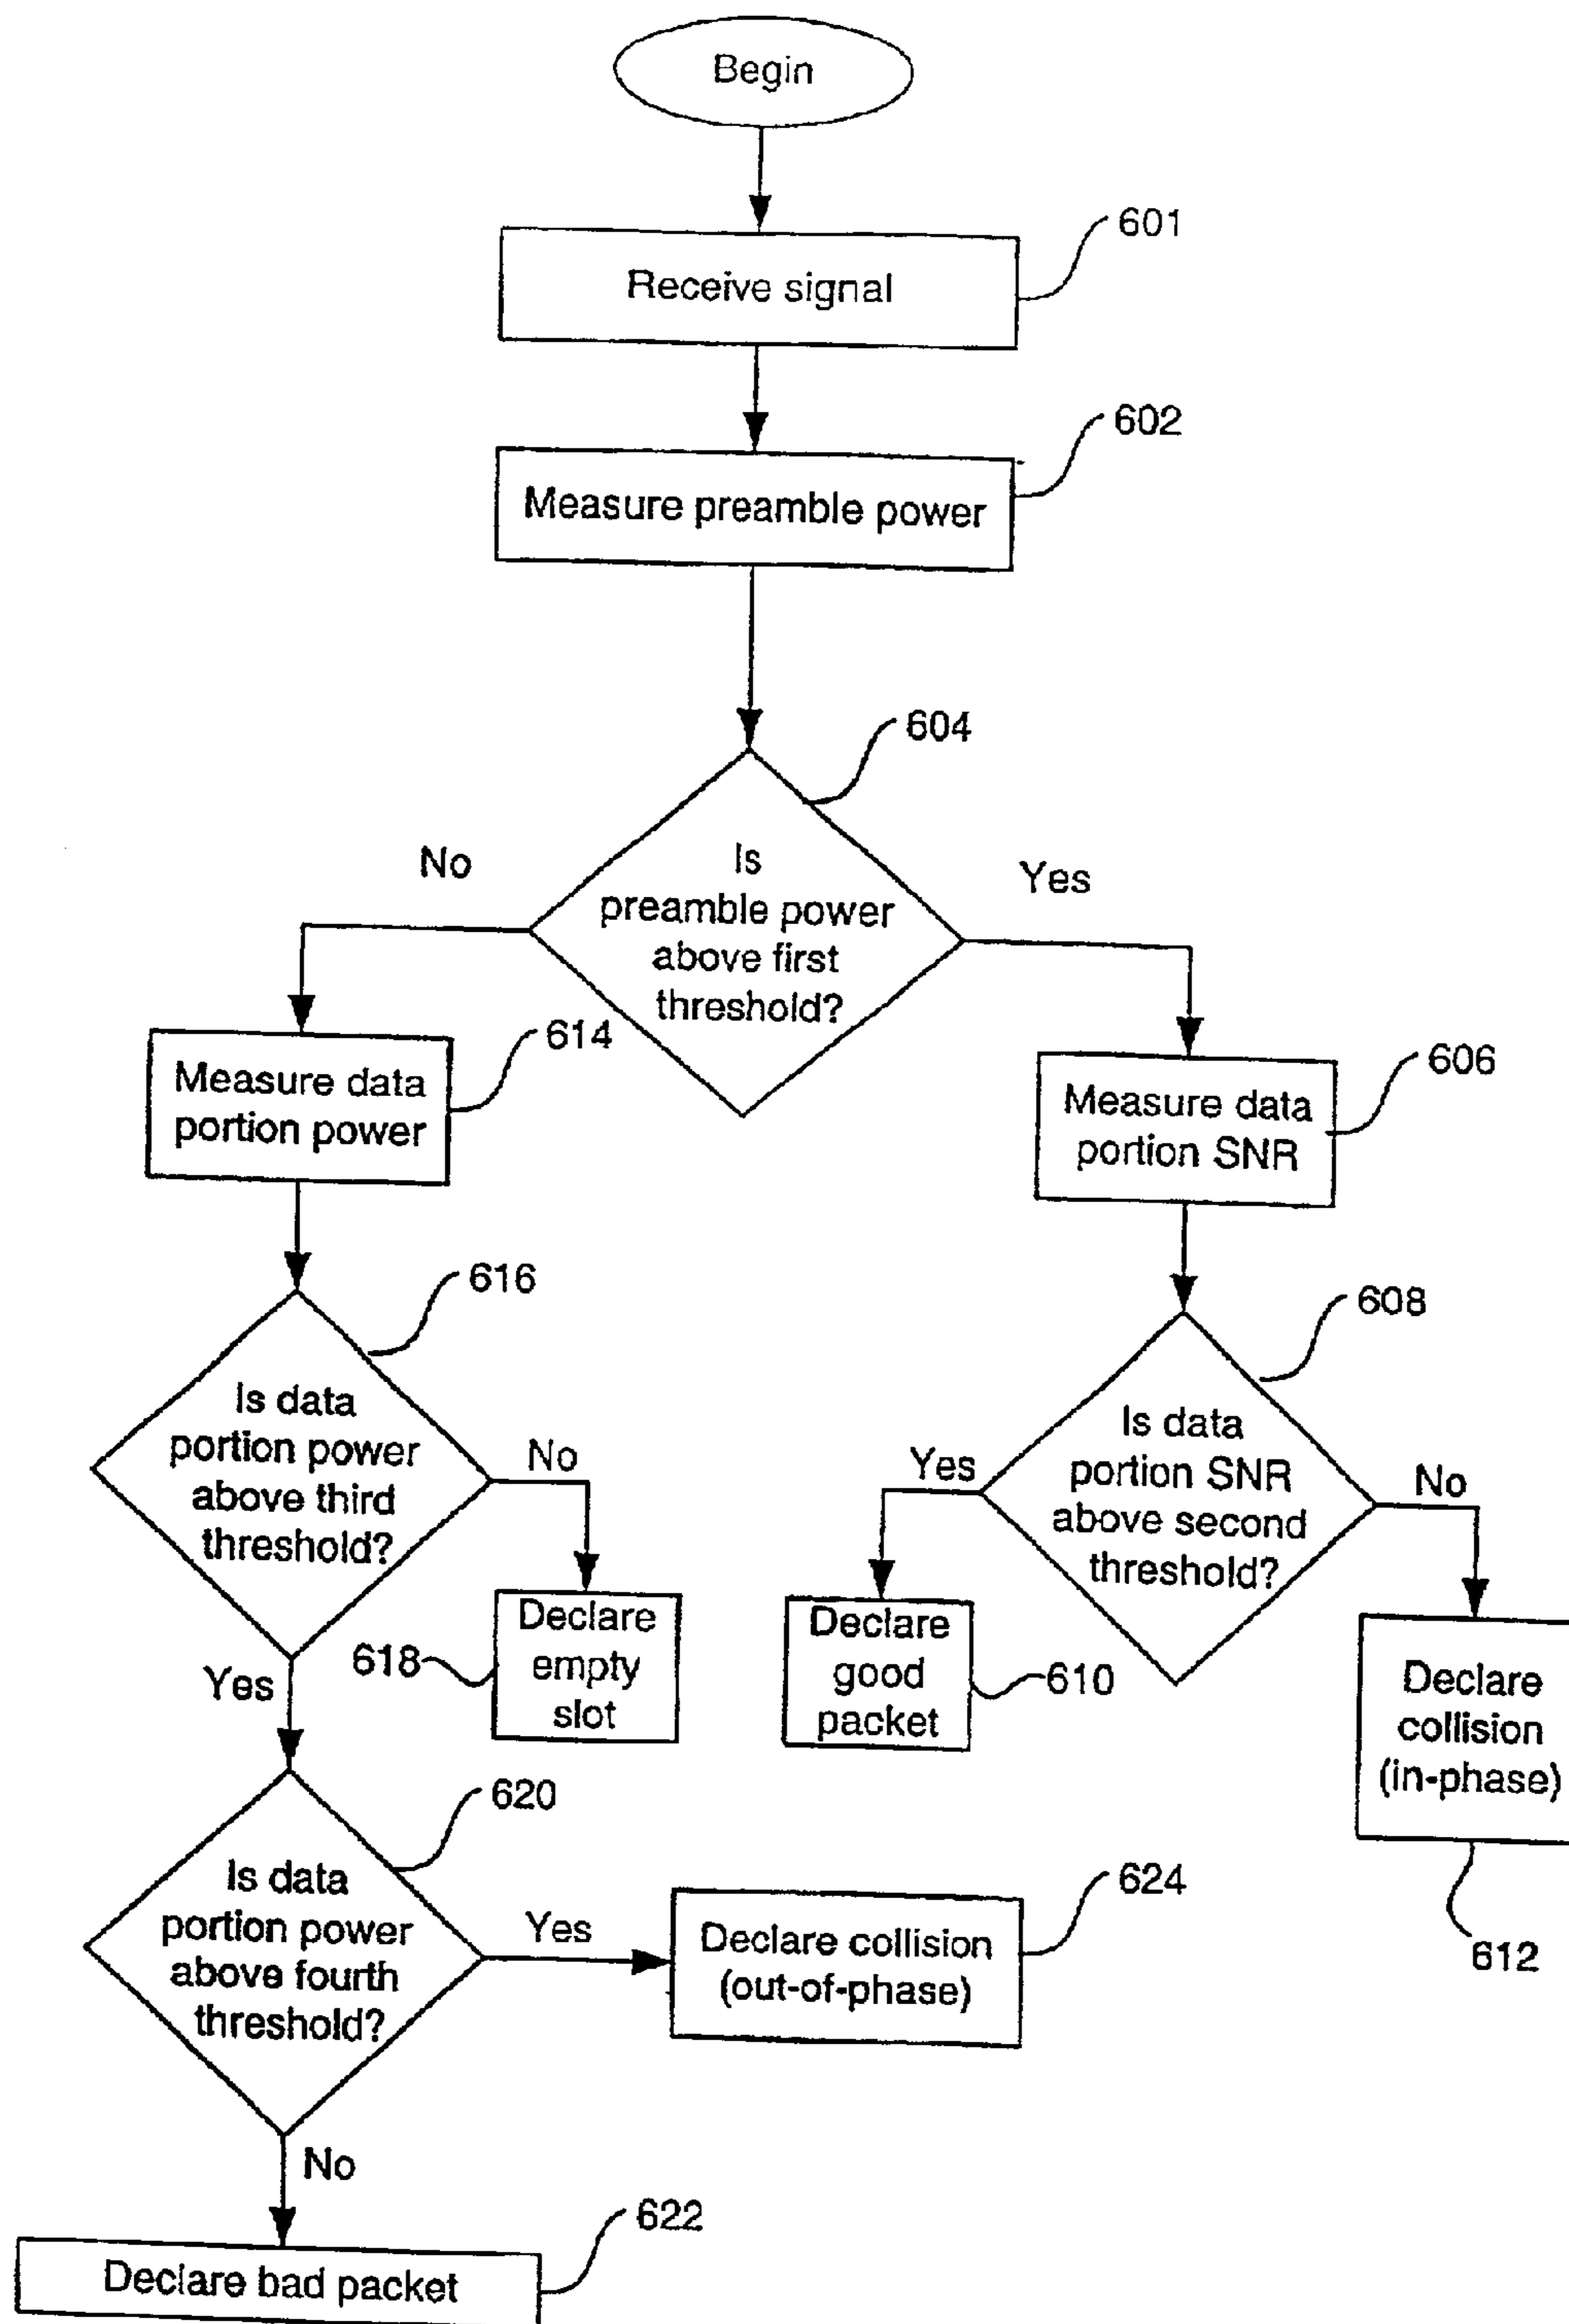 Begin
601
Receive signal
602
Measure preamble power
604
No
Is
preamble power
above first
threshold?
Yes
614
Measure data
portion power
606
Measure data
portion SNR
616
Is data
portion power
above third
threshold?
No
608
Is data
portion SNR
above second
threshold?
Yes
No
618
Declare
empty
slot
Declare
good
packet
610
Declare
collision
(in-phase)
612
Yes
620
Is data
portion power
above fourth
threshold?
Yes
624
Declare collision
(out-of-phase)
No
622
Declare bad packet